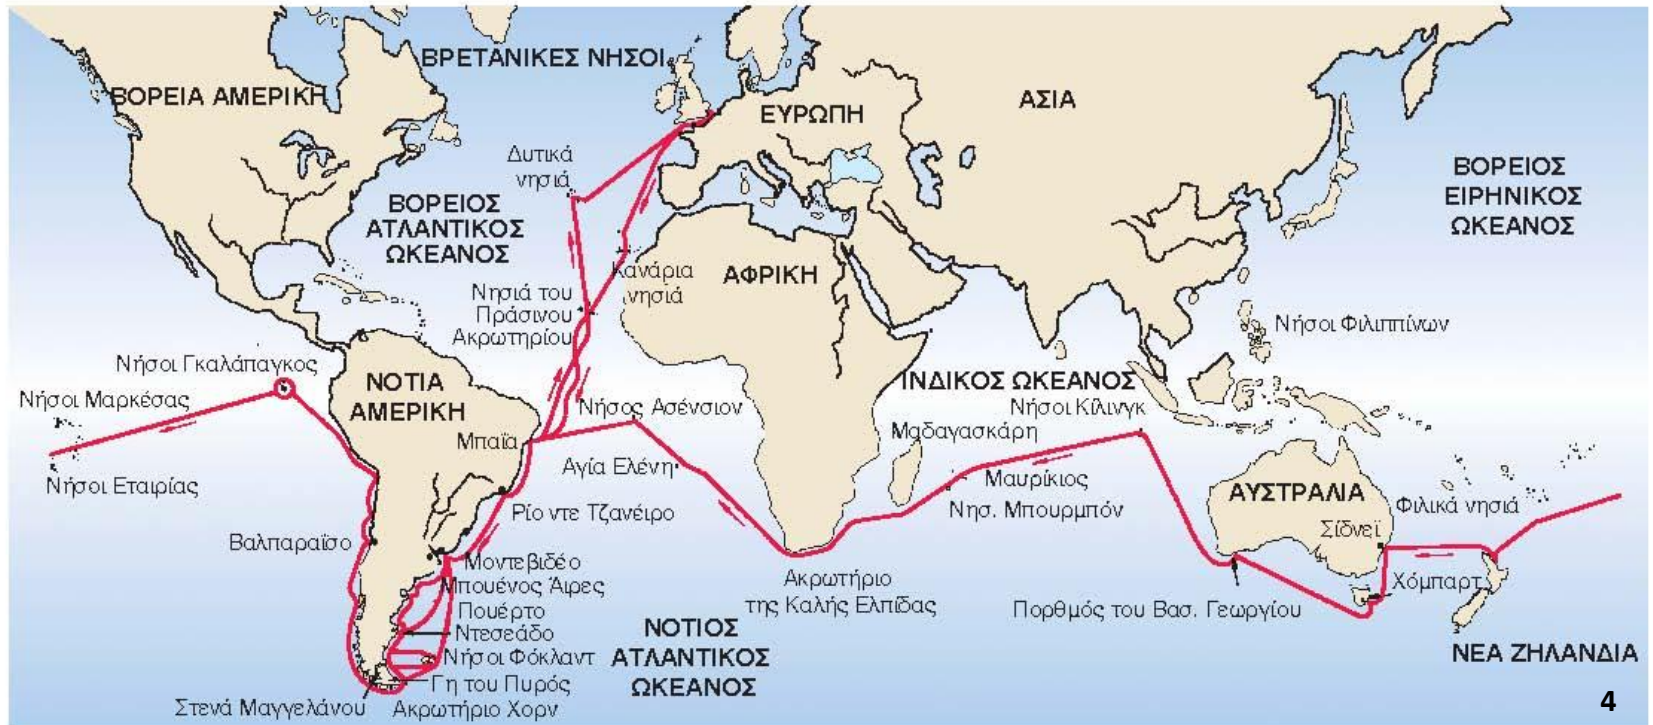 ΒΡΕΤΑΝΙΚΕΣ ΝΗΣΟΙ
ΒΟΡΕΙΑ ΑΜΕΡΙΚΗ
ΕΥΡΩΠΗ
ΑΣΙΑ
Δυτικά
νησιά
ΒΟΡΕΙΟΣ
ΑΤΛΑΝΤΙΚΟΣ
ΩΚΕΑΝΟΣ
ΒΟΡΕΙΟΣ
ΕΙΡΗΝΙΚΟΣ
ΩΚΕΑΝΟΣ
Κανάρια
νησιά
ΑΦΡΙΚΗ
Νησιά του
Πράσινου
Ακρωτηρίου
Νήσοι Φιλιππίνων
Νήσοι Γκαλάπαγκος
Νήσοι Μαρκέσας
ΝΟΤΙΑ
ΑΜΕΡΙΚΗ
ΙΝΔΙΚΟΣ ΩΚΕΑΝΟΣ
Νήσος Ασένσιον
Νήσοι Κίλινγκ
Μπαΐα
Μαδαγασκάρη
Αγία Ελένη
Νήσοι Εταιρίας
Μαυρίκιος
Νησ. Μπουρμπόν
ΑΥΣΤΡΑΛΙΑ
Φιλικά νησιά
Σίδνεϊ
Ρίο ντε Τζανέιρο
Βαλπαραΐσο
Μοντεβιδέο
Μπουένος Άιρες
Πουέρτο
Ντεσεάδο
Ακρωτήριο
της Καλής Ελπίδας
Χόμπαρτ
Πορθμός του Βασ. Γεωργίου
ΝΟΤΙΟΣ
ΑΤΛΑΝΤΙΚΟΣ
ΩΚΕΑΝΟΣ
Νήσοι Φόκλαντ
Γη του Πυρός
ΝΕΑ ΖΗΛΑΝΔΙΑ
Στενά Μαγγελάνου
Ακρωτήριο Χορν
4